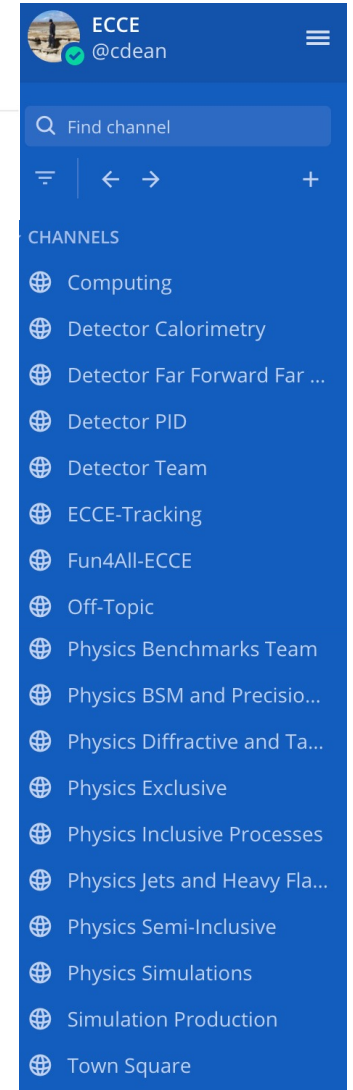 ECCE
@cdean
Find channel
CHANNELS
Computing
Detector Calorimetry
Detector Far Forward Far ...
Detector PID
Detector Team
ECCE-Tracking
Fun4All-ECCE
Off-Topic
Physics Benchmarks Team
Physics BSM and Precisio...
Physics Diffractive and Ta...
Physics Exclusive
Physics Inclusive Processes
Physics Jets and Heavy Fla...
Physics Semi-Inclusive
Physics Simulations
Simulation Production
Town Square